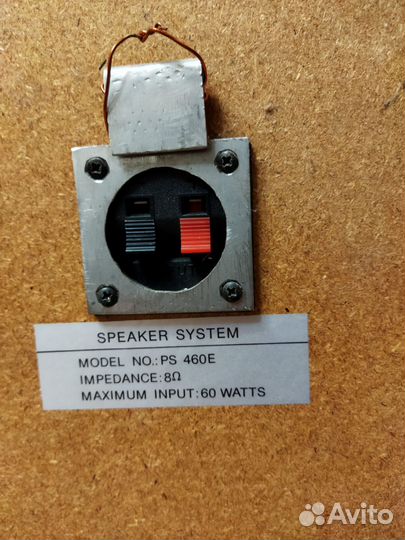 SPEAKER SYSTEM
MODEL NO.: PS 460E
IMPEDANCE: 8Ω
MAXIMUM INPUT: 60 WATTS
Avito